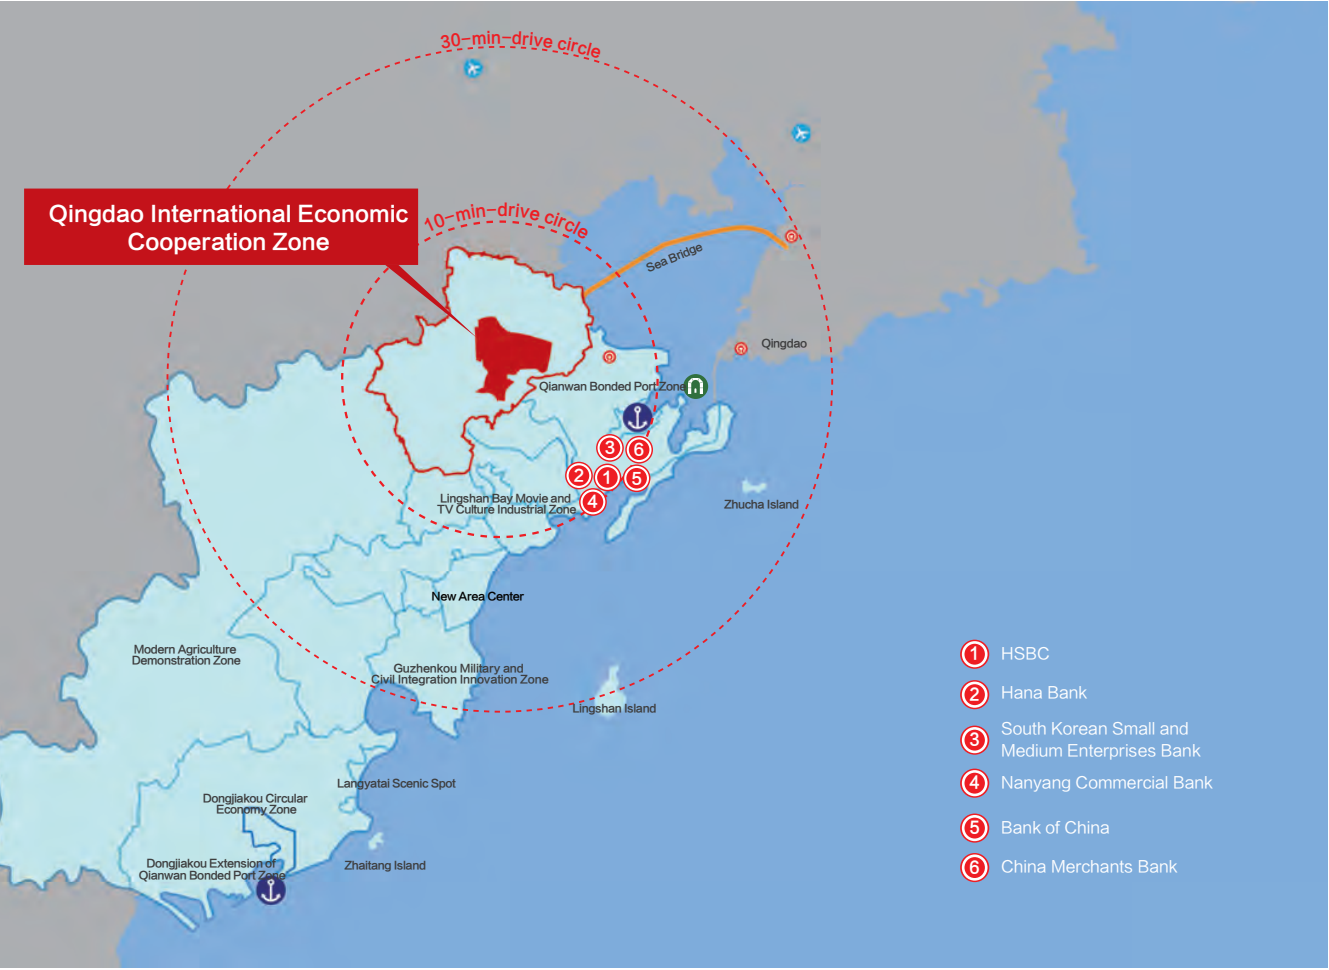 30-min-drive circle
Qingdao International Economic
Cooperation Zone
10-min-drive circle
Sea Bridge
Qingdao
Qianwan Bonded Port Zone
3
6
2
1
5
4
Lingshan Bay Movie and
TV Culture Industrial Zone
Zhucha Island
New Area Center
Modern Agriculture
Demonstration Zone
Guzhenkou Military and
Civil Integration Innovation Zone
Lingshan Island
Langyatai Scenic Spot
Dongjiakou Circular
Economy Zone
Dongjiakou Extension of
Qianwan Bonded Port Zone
Zhaitang Island
1 HSBC
2 Hana Bank
3 South Korean Small and
Medium Enterprises Bank
4 Nanyang Commercial Bank
5 Bank of China
6 China Merchants Bank